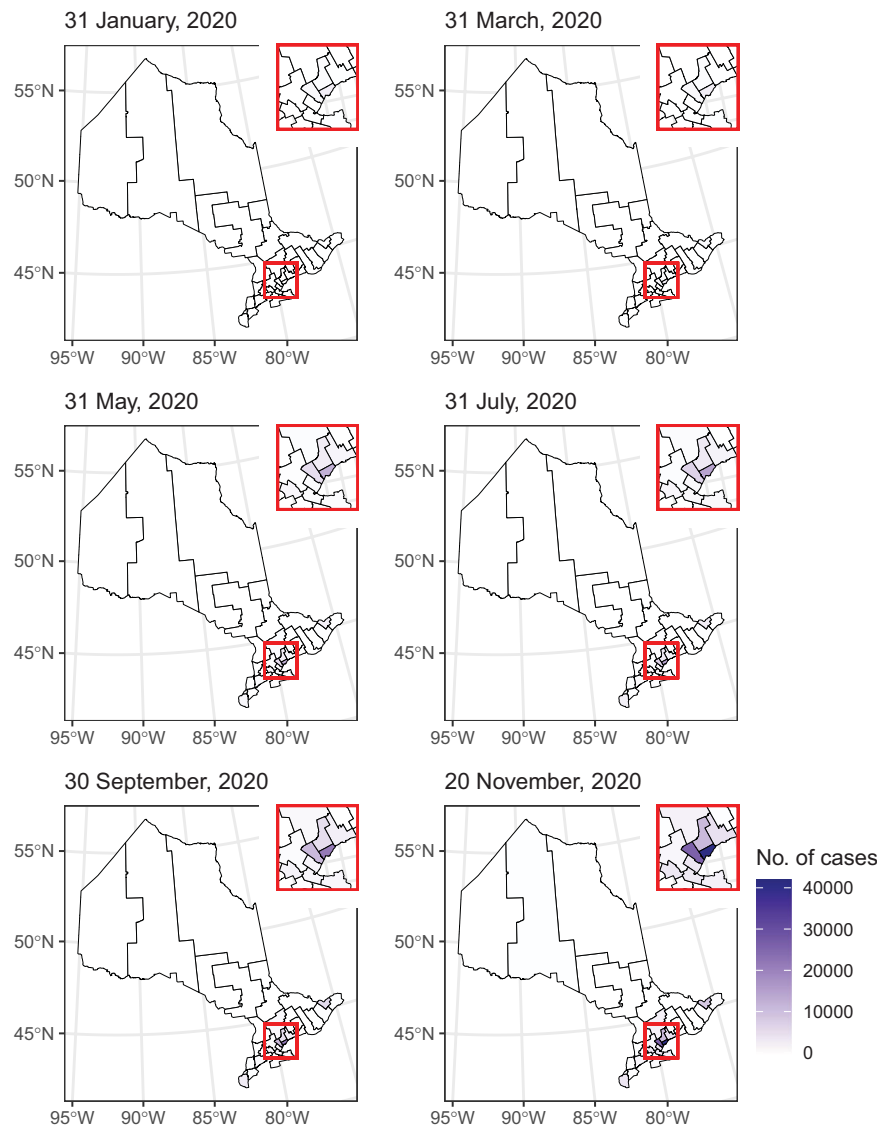 31 January, 2020
31 March, 2020
55°N
50°N
45°N
95°W 90°W 85°W 80°W
55°N
50°N
45°N
95°W 90°W 85°W 80°W
31 May, 2020
31 July, 2020
55°N
50°N
45°N
95°W 90°W 85°W 80°W
55°N
50°N
45°N
95°W 90°W 85°W 80°W
30 September, 2020
20 November, 2020
55°N
50°N
45°N
95°W 90°W 85°W 80°W
55°N
50°N
45°N
95°W 90°W 85°W 80°W
No. of cases
40000
30000
20000
10000
0